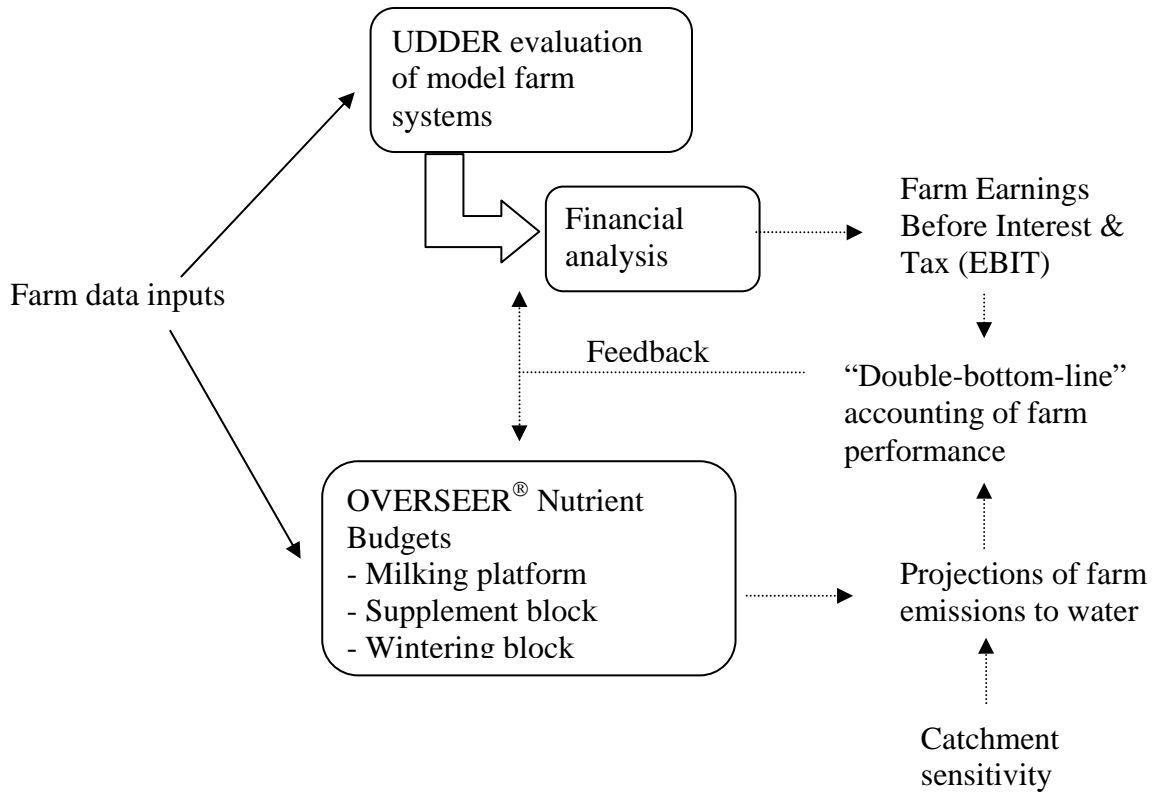 UDDER evaluation
of model farm
systems
Financial
analysis
Farm Earnings
Before Interest &
Tax (EBIT)
Farm data inputs
Feedback
“Double-bottom-line”
accounting of farm
performance
OVERSEER® Nutrient
Budgets
- Milking platform
- Supplement block
- Wintering block
Projections of farm
emissions to water
Catchment
sensitivity